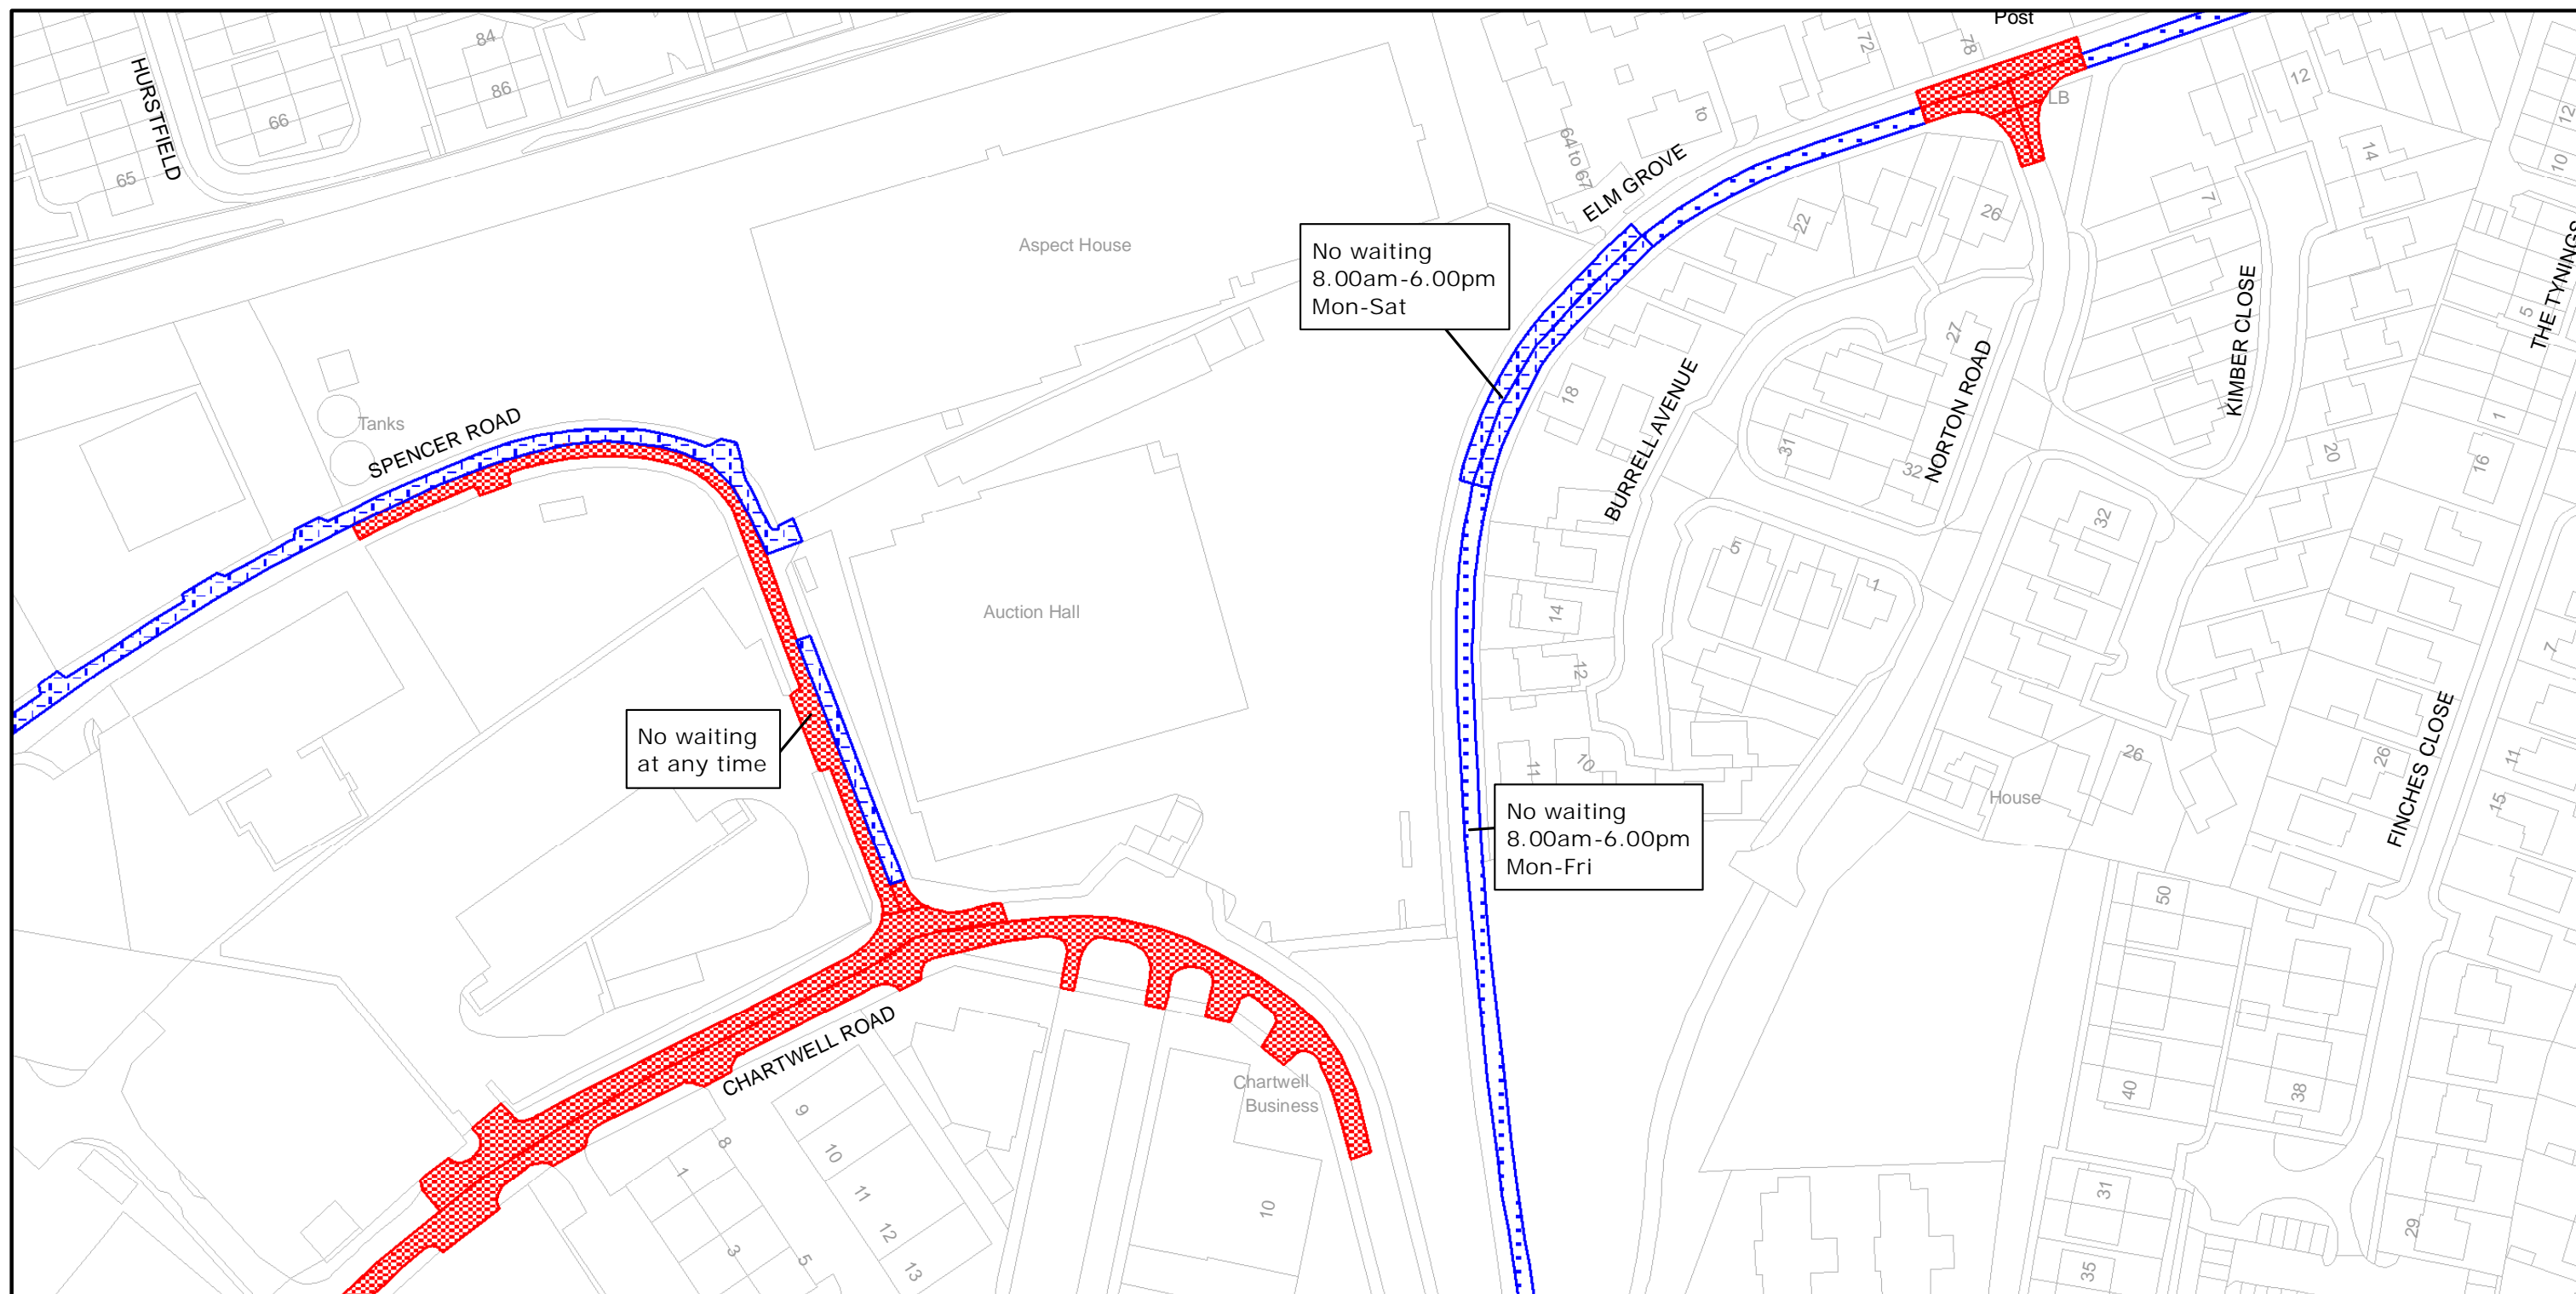 Post
84
72
78
HURSTFIELD
86
12
LB
66
to
12
64 to 67
14
10
65
ELM GROVE
7
26
22
THE TYNINGS
Aspect House
No waiting
8.00am-6.00pm
Mon-Sat
KIMBER CLOSE
5
27
NORTON ROAD
BURRELL AVENUE
18
1
Tanks
SPENCER ROAD
1
31
20
16
32
32
5
1
Auction Hall
14
7
12
No waiting
at any time
FINCHES CLOSE
11
10
26
26
11
House
15
No waiting
8.00am-6.00pm
Mon-Fri
50
CHARTWELL ROAD
Chartwell
Business
9
40
38
8
10
1
11
31
10
12
29
3
5
13
35